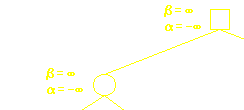 β = ∞
α = −∞
β = ∞
α = −∞